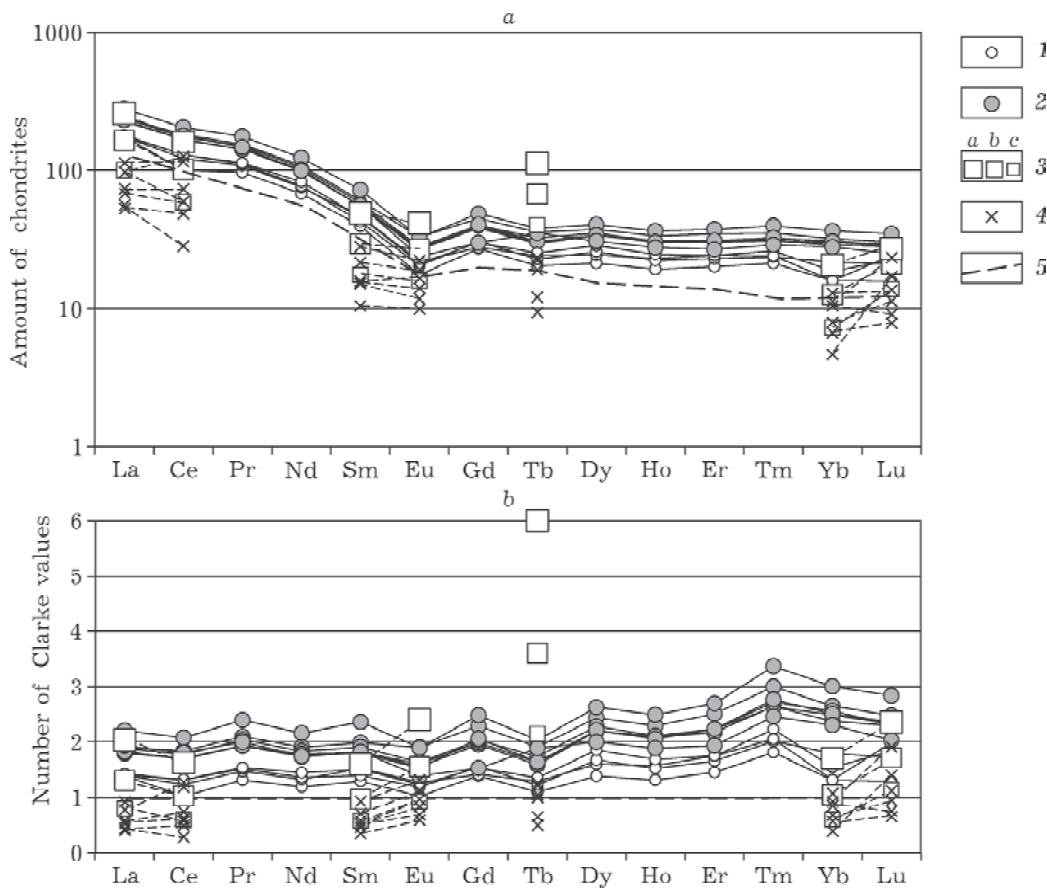 a
1000
100
10
1
Amount of chondrites
La Ce Pr Nd Sm Eu Gd Tb Dy Ho Er Tm Yb Lu
1
2
a b c
3
4
5
b
6
5
4
3
2
1
0
Number of Clarke values
La Ce Pr Nd Sm Eu Gd Tb Dy Ho Er Tm Yb Lu